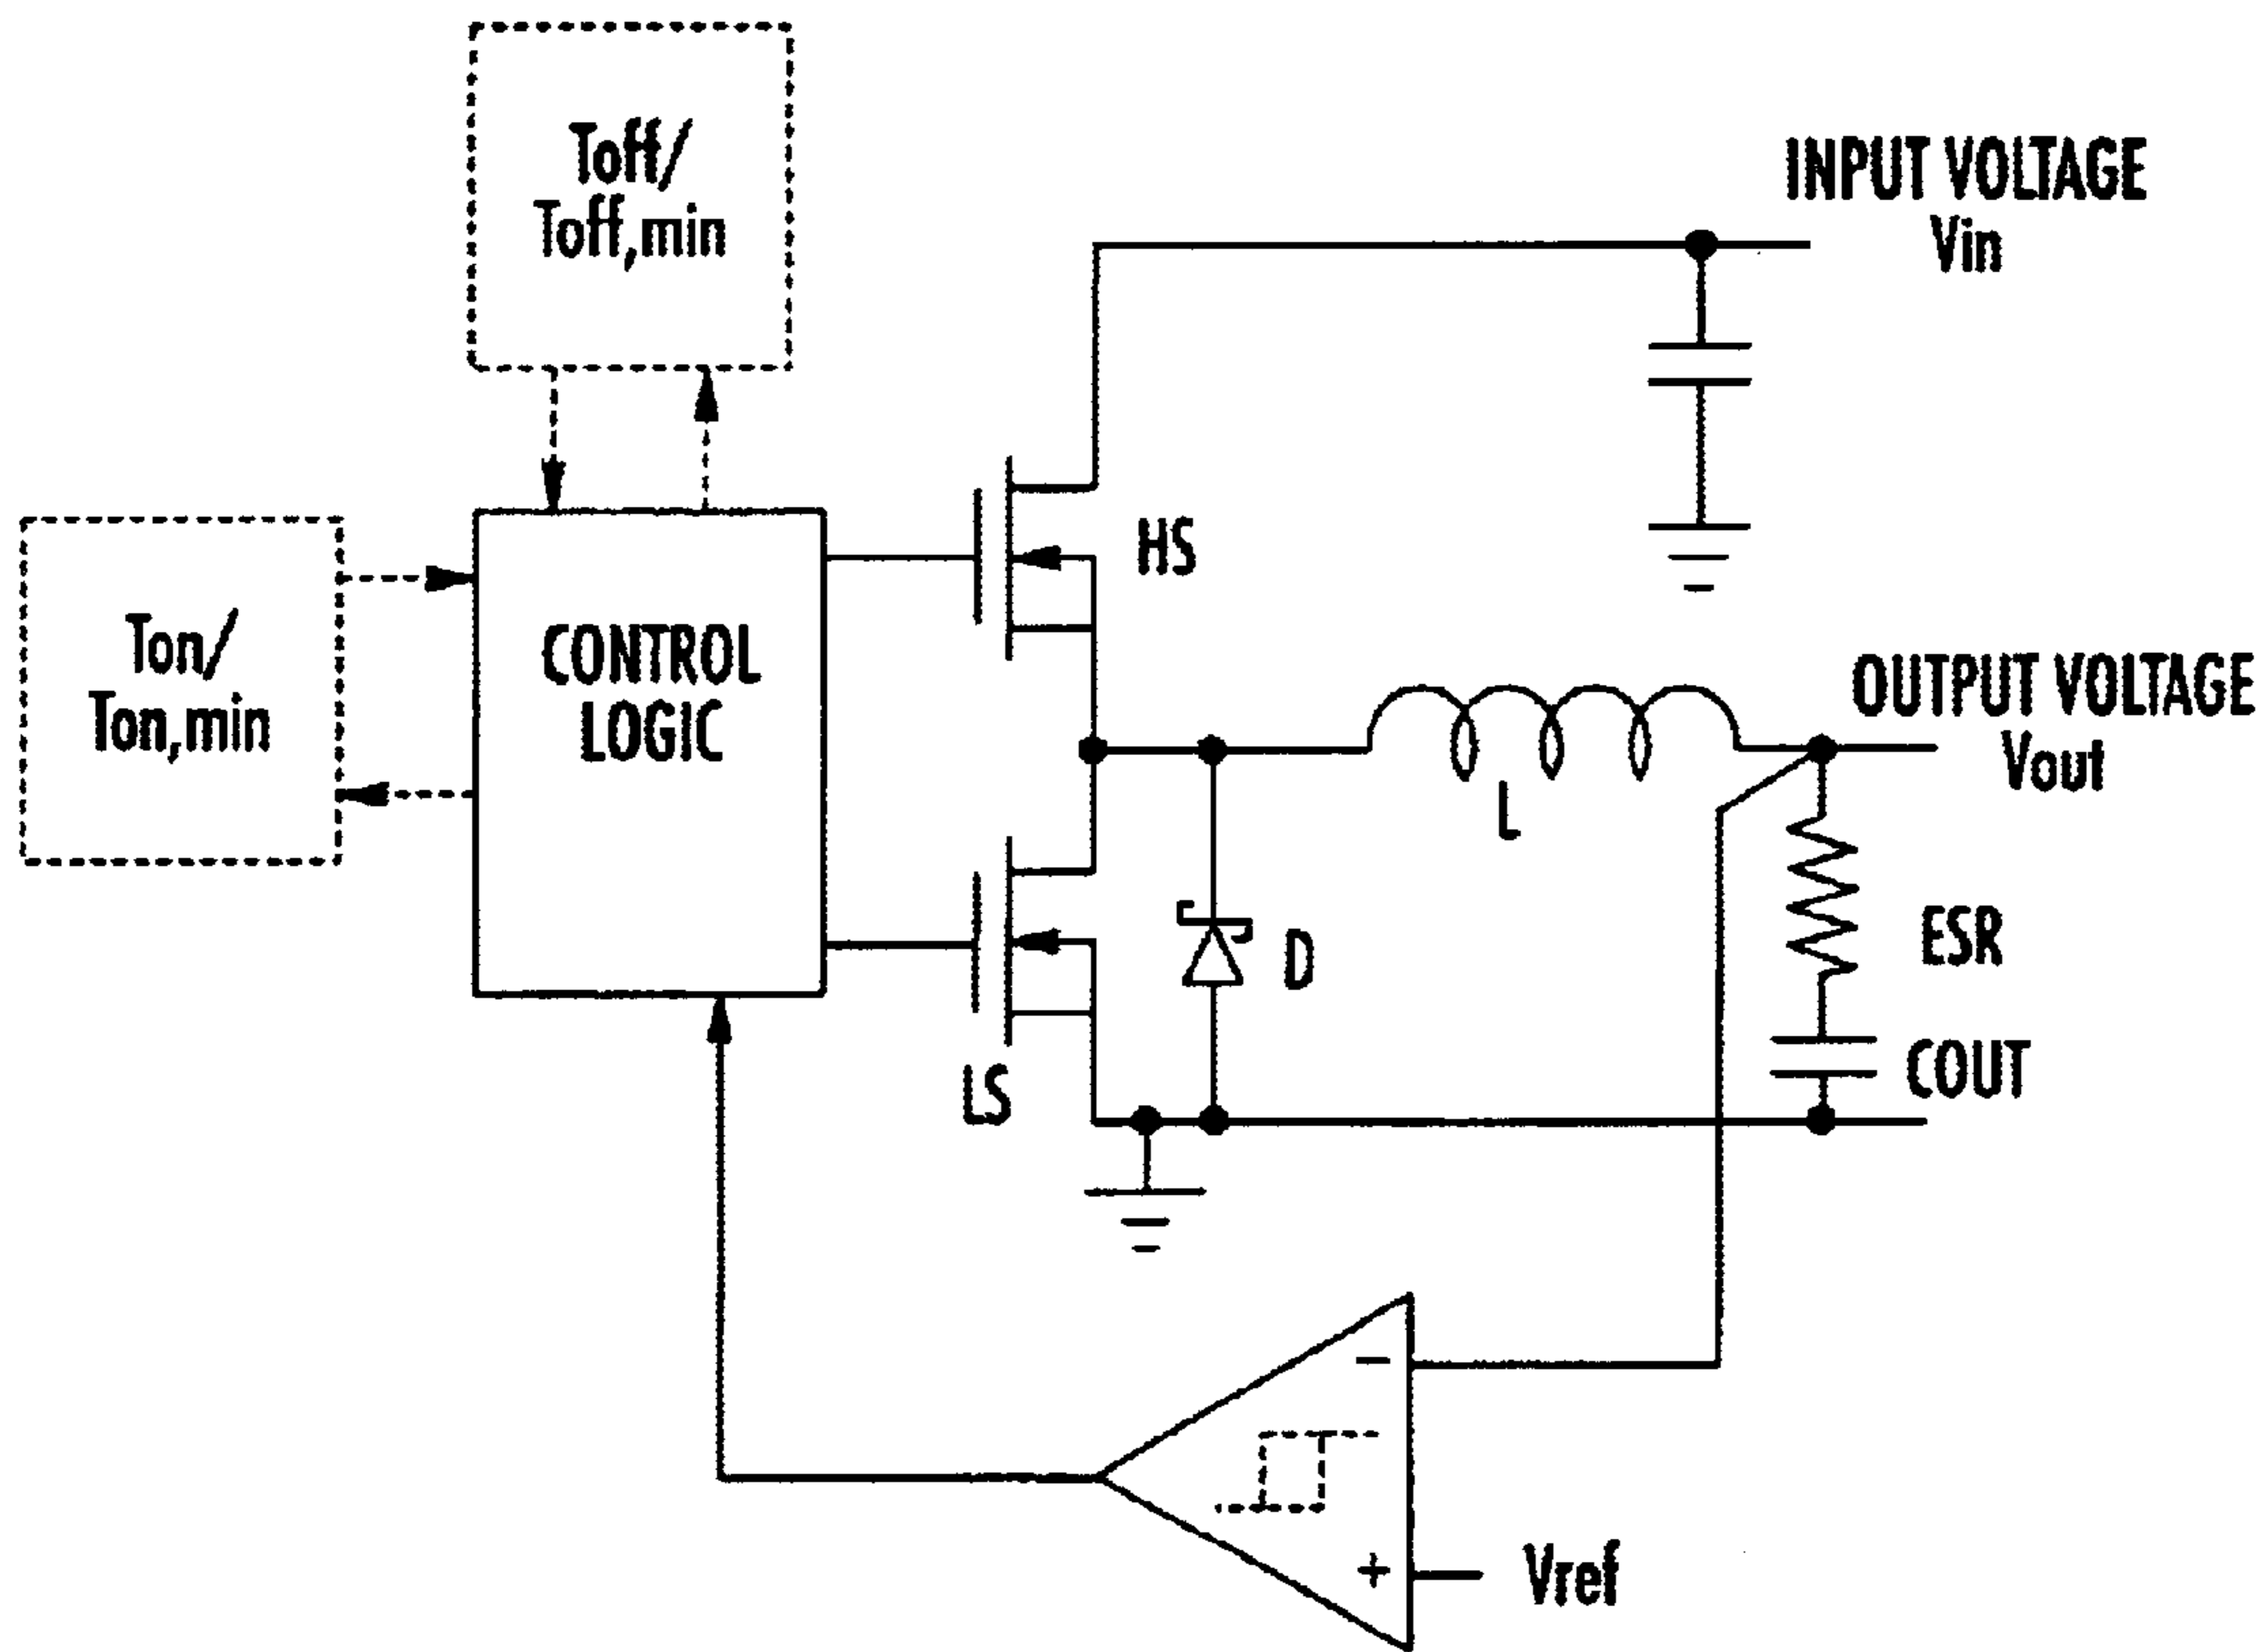 Toff/
Toff,min
INPUT VOLTAGE
Vin
HS
Ton/
Ton,min
CONTROL
LOGIC
OUTPUT VOLTAGE
Vout
L
ESR
D
COUT
LS
-
+
Vref